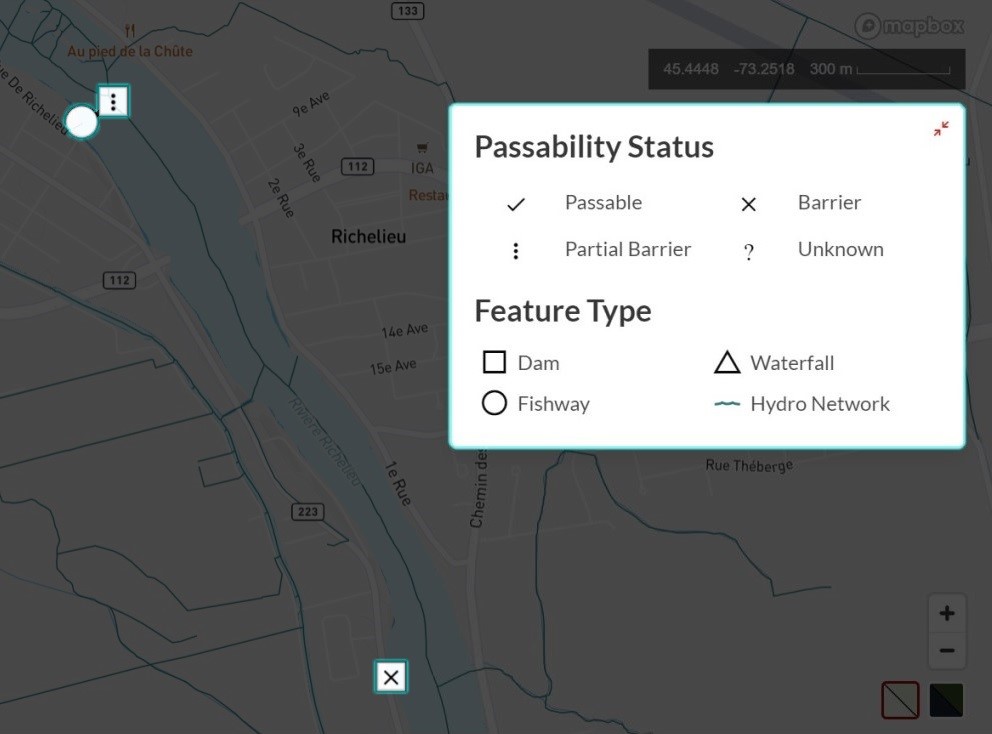 133
mapbox
Au pied de la Chûte
45.4448 -73.2518 300 m
ue De Richelieu
9e Ave
Passability Status
3e Rue
112
IGA
Restau
2e Rue
Passable
Barrier
Richelieu
Partial Barrier
?
Unknown
112
Feature Type
14e Ave
15e Ave
Dam
Waterfall
Fishway
Hydro Network
Rivière Richelieu
1e Rue
Chemin des
Rue Théberge
223
+
-